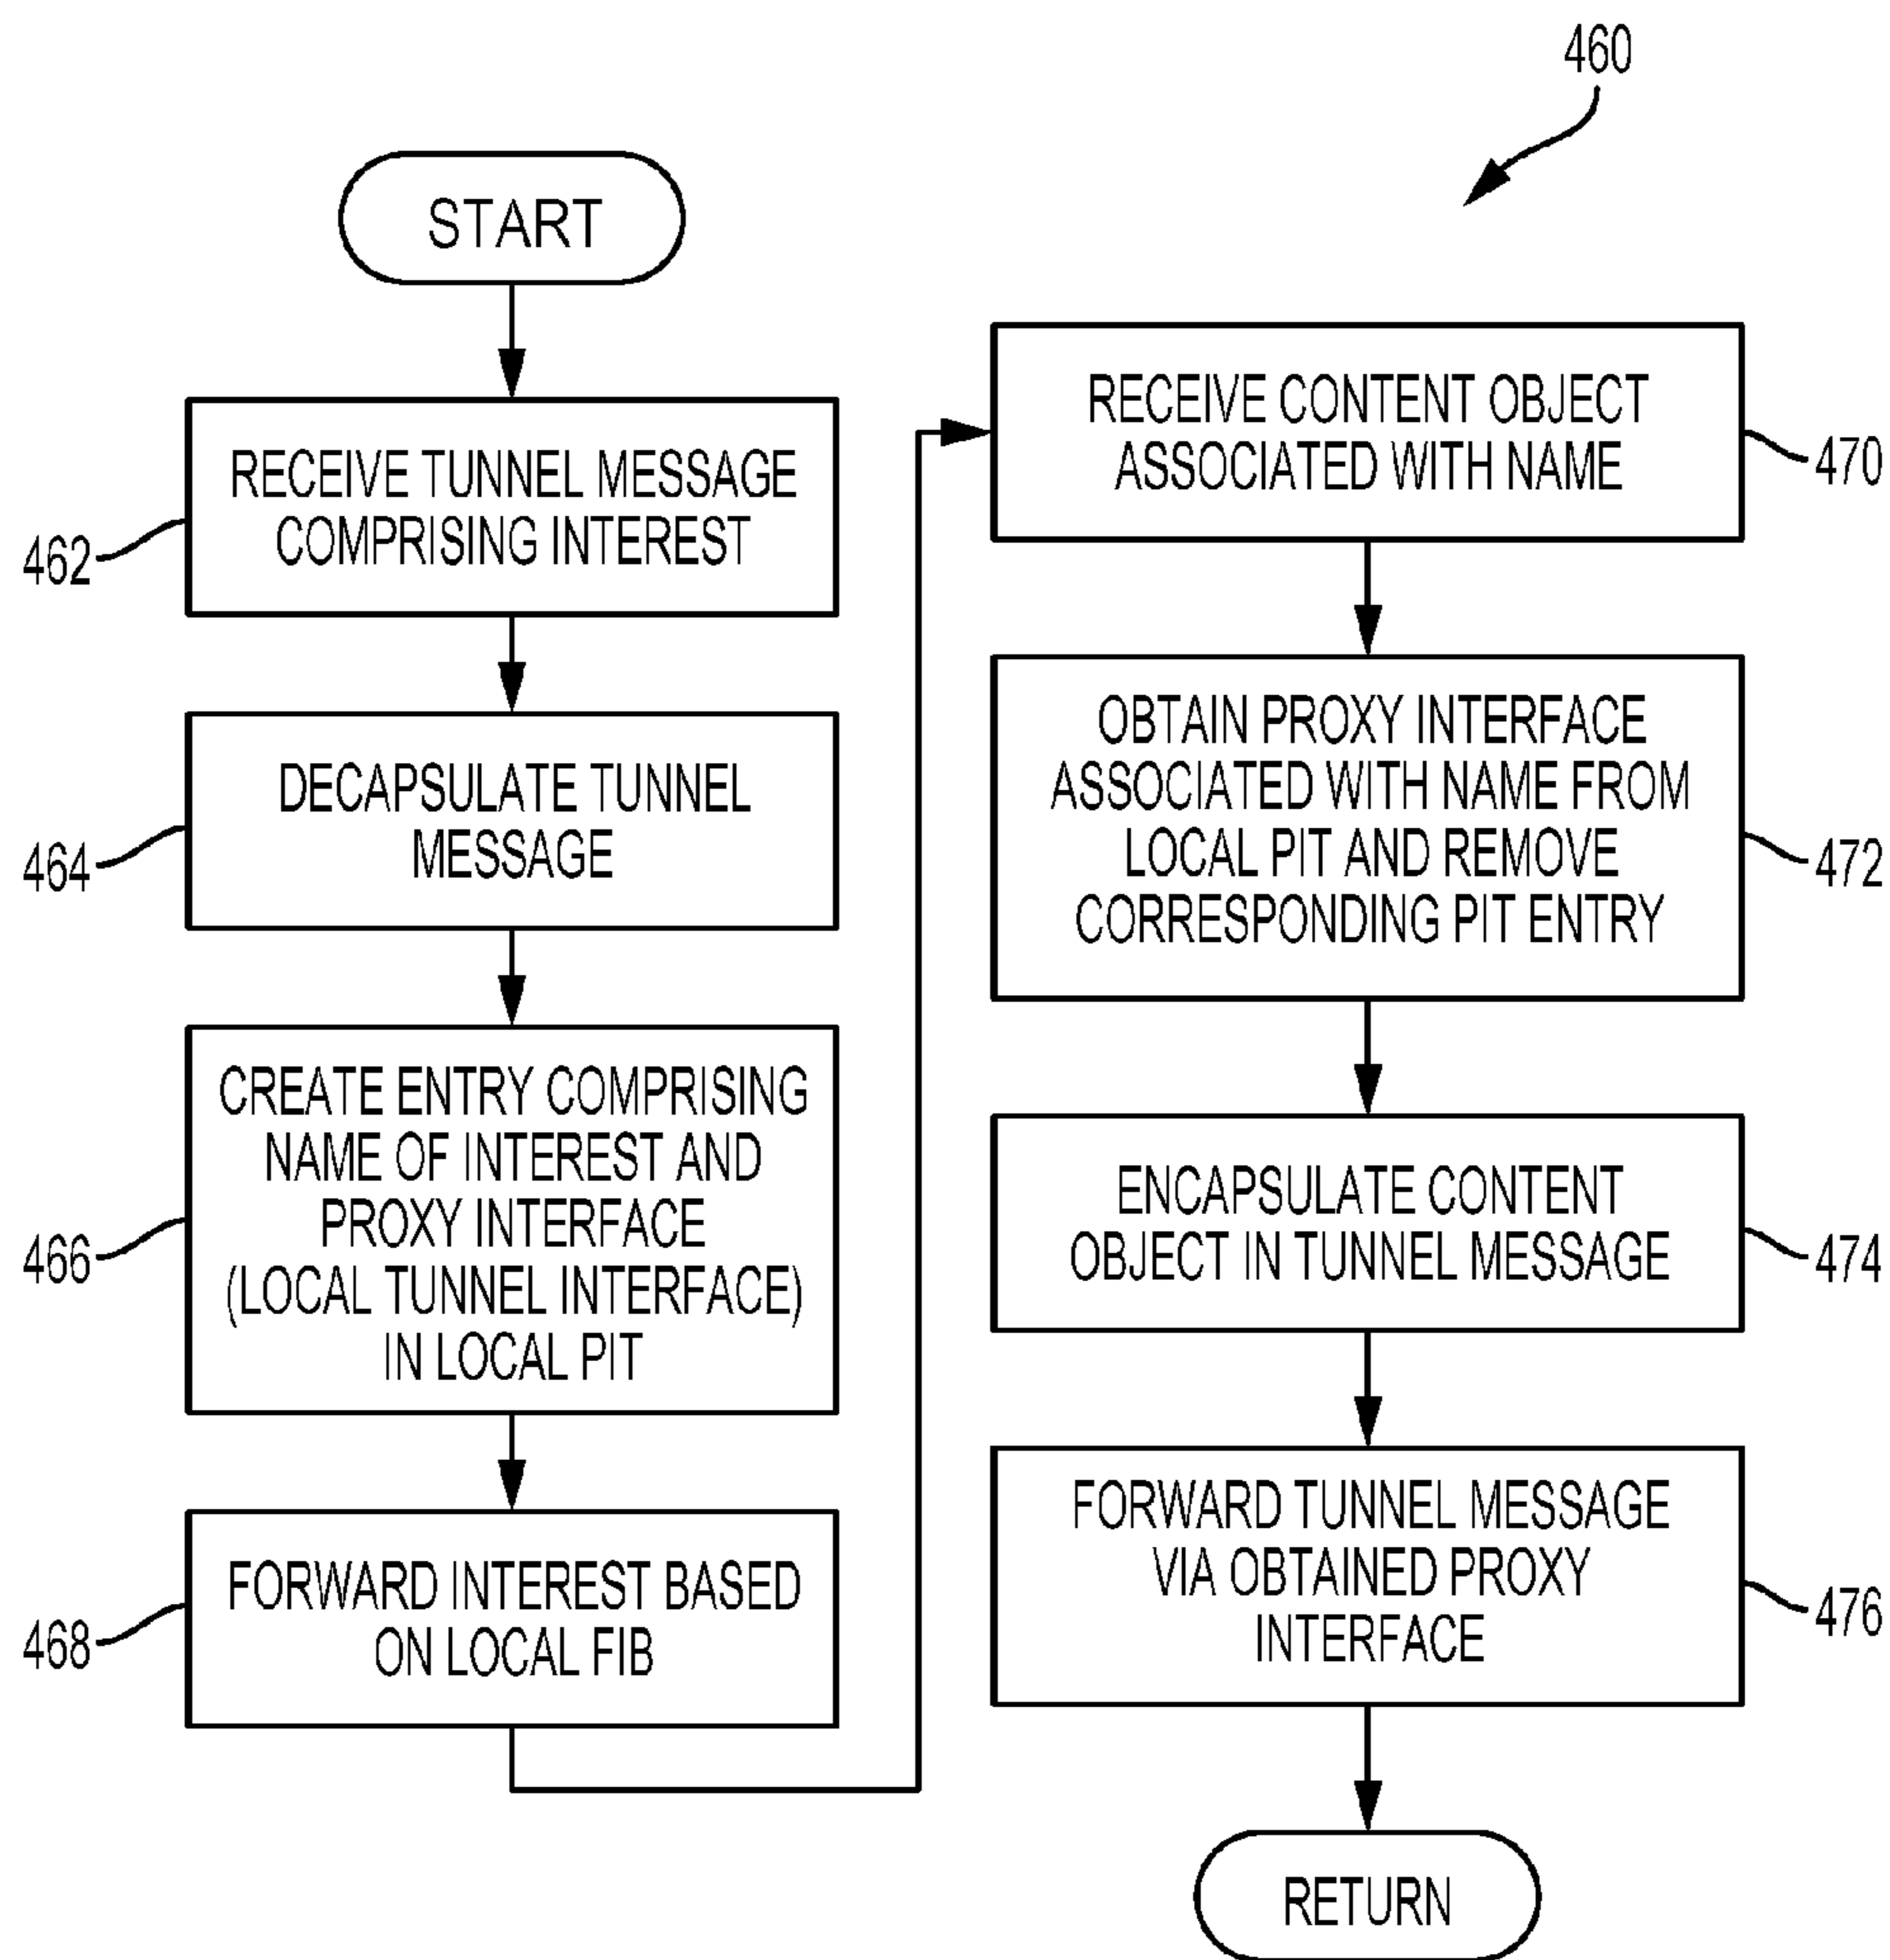 460
START
RECEIVE TUNNEL MESSAGE
COMPRISING INTEREST
462
DECAPSULATE TUNNEL
MESSAGE
464
CREATE ENTRY COMPRISING
NAME OF INTEREST AND
PROXY INTERFACE
(LOCAL TUNNEL INTERFACE)
IN LOCAL PIT
466
FORWARD INTEREST BASED
ON LOCAL FIB
468
RECEIVE CONTENT OBJECT
ASSOCIATED WITH NAME
470
OBTAIN PROXY INTERFACE
ASSOCIATED WITH NAME FROM
LOCAL PIT AND REMOVE
CORRESPONDING PIT ENTRY
472
ENCAPSULATE CONTENT
OBJECT IN TUNNEL MESSAGE
474
FORWARD TUNNEL MESSAGE
VIA OBTAINED PROXY
INTERFACE
476
RETURN